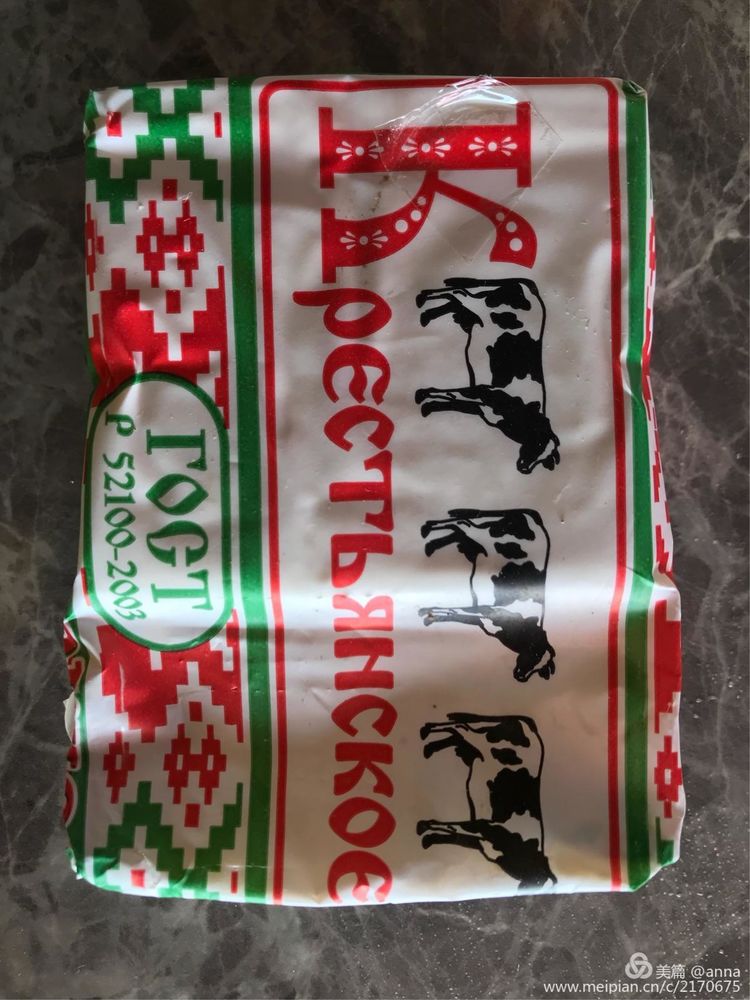 Крестьянское
ГОСТ
Р 52100-2003
美篇 @anna
www.meipian.cn/c/2170675